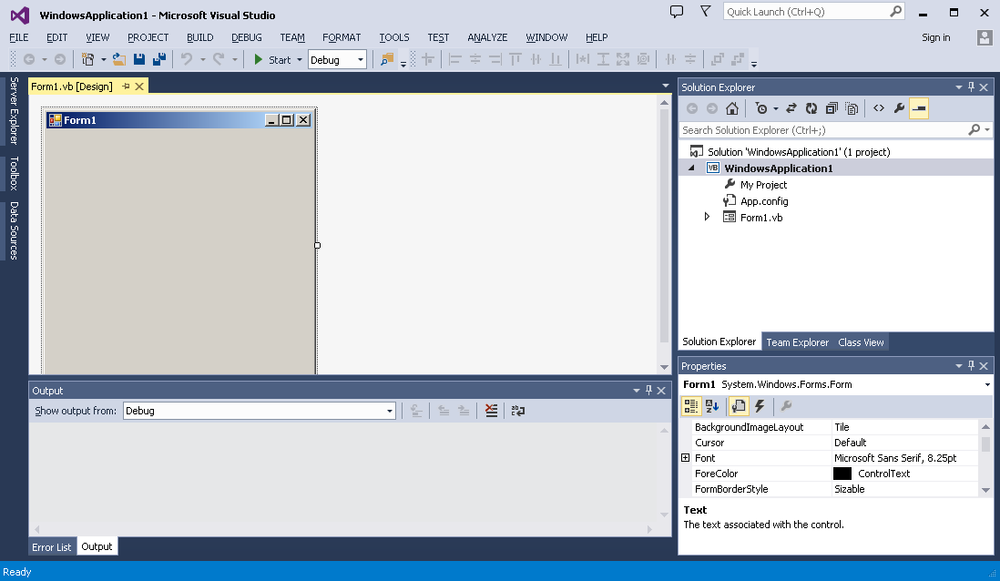 WindowsApplication1 - Microsoft Visual Studio
Quick Launch (Ctrl+Q)
FILE EDIT VIEW PROJECT BUILD DEBUG TEAM FORMAT TOOLS TEST ANALYZE WINDOW HELP
Sign in
Start
Debug
Server Explorer
Toolbox
Data Sources
Form1.vb [Design]
Form1
Solution Explorer
Search Solution Explorer (Ctrl+;)
Solution 'WindowsApplication1' (1 project)
VB WindowsApplication1
My Project
App.config
Form1.vb
Solution Explorer Team Explorer Class View
Output
Show output from: Debug
Error List Output
Properties
Form1 System.Windows.Forms.Form
BackgroundImageLayout Tile
Cursor Default
Font Microsoft Sans Serif, 8.25pt
ForeColor ControlText
FormBorderStyle Sizable
Text
The text associated with the control.
Ready